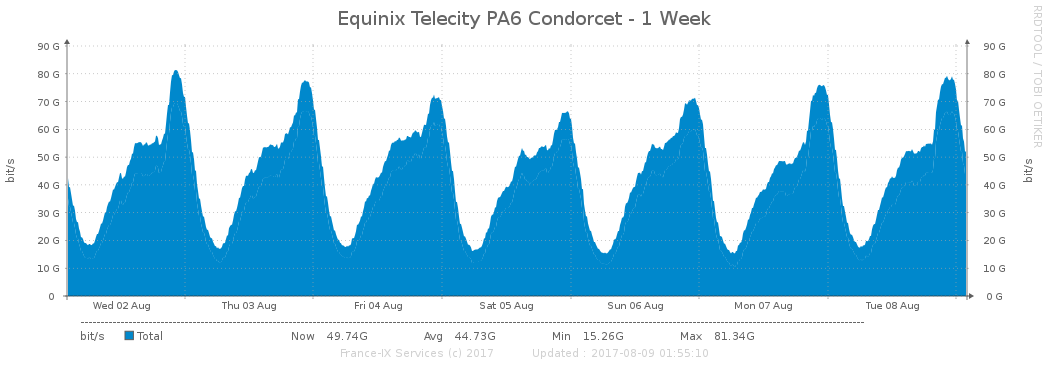 Equinix Telecity PA6 Condorcet - 1 Week
RRDTOOL / TOBI OETIKER
90 G 90 G
80 G 80 G
70 G 70 G
60 G 60 G
50 G 50 G
40 G 40 G
30 G 30 G
20 G 20 G
10 G 10 G
0 0 G
bit/s
bit/s
Wed 02 Aug Thu 03 Aug Fri 04 Aug Sat 05 Aug Sun 06 Aug Mon 07 Aug Tue 08 Aug
bit/s Total Now 49.74G Avg 44.73G Min 15.26G Max 81.34G
France-IX Services (c) 2017 Updated : 2017-08-09 01:55:10